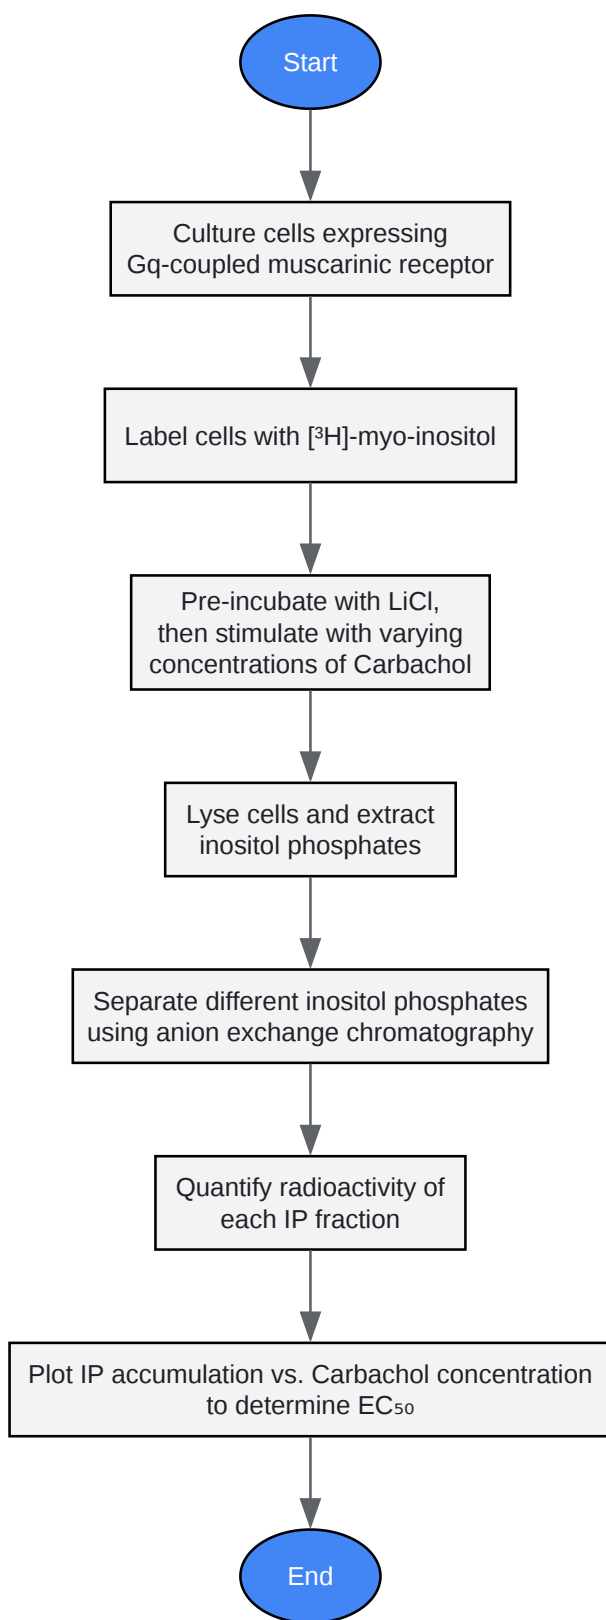 Start
Culture cells expressing
Gq-coupled muscarinic receptor
Label cells with [³H]-myo-inositol
Pre-incubate with LiCl,
then stimulate with varying
concentrations of Carbachol
Lyse cells and extract
inositol phosphates
Separate different inositol phosphates
using anion exchange chromatography
Quantify radioactivity of
each IP fraction
Plot IP accumulation vs. Carbachol concentration
to determine EC₅₀
End